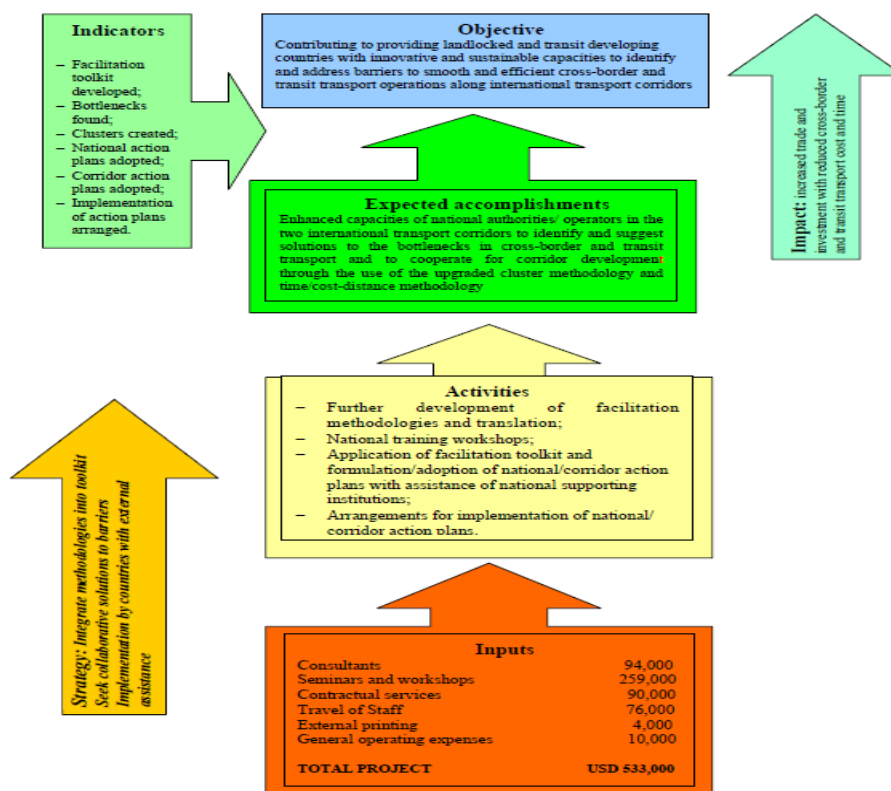 Indicators
– Facilitation
toolkit
developed;
– Bottlenecks
found;
– Clusters created;
– National action
plans adopted;
– Corridor action
plans adopted;
– Implementation
of action plans
arranged.
Objective
Contributing to providing landlocked and transit developing
countries with innovative and sustainable capacities to identify
and address barriers to smooth and efficient cross-border and
transit transport operations along international transport corridors
Impact: increased trade and
investment with reduced cross-border
and transit transport cost and time
Expected accomplishments
Enhanced capacities of national authorities/ operators in the
two international transport corridors to identify and suggest
solutions to the bottlenecks in cross-border and transit
transport and to cooperate for corridor development
through the use of the upgraded cluster methodology and
time/cost-distance methodology
Activities
– Further development of facilitation
methodologies and translation;
– National training workshops;
– Application of facilitation toolkit and
formulation/adoption of national/corridor action
plans with assistance of national supporting
institutions;
– Arrangements for implementation of national/
corridor action plans.
Strategy: Integrate methodologies into toolkit
Seek collaborative solutions to barriers
Implementation by countries with external
assistance
Inputs
Consultants 94,000
Seminars and workshops 259,000
Contractual services 90,000
Travel of Staff 76,000
External printing 4,000
General operating expenses 10,000
TOTAL PROJECT USD 533,000